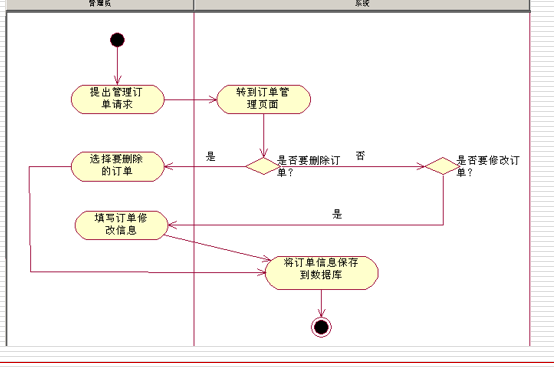 管理员
系统
提出管理订
单请求
转到订单管
理页面
选择要删除
的订单
是
是否要删除订
单?
否
是否要修改订
单?
填写订单修
改信息
是
将订单信息保存
到数据库